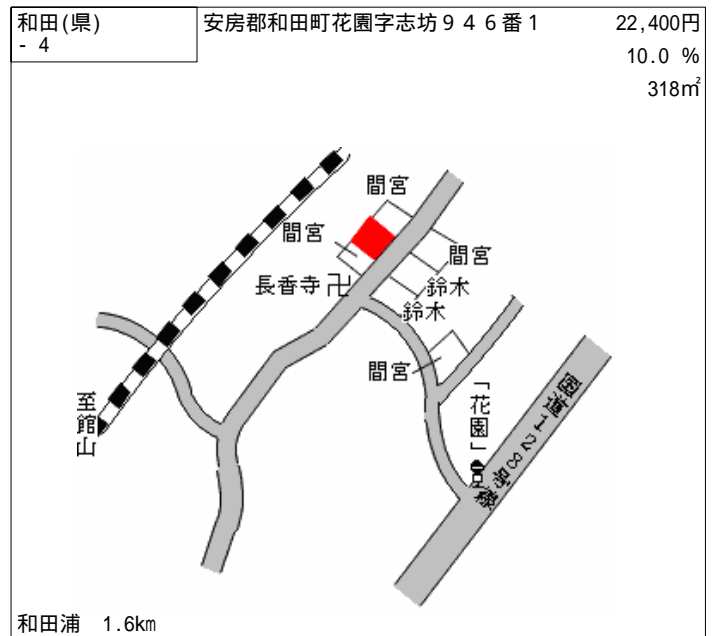 和田(県)
- 4
安房郡和田町花園字志坊９４６番１
22,400円
10.0 %
318㎡
間宮
間宮
間宮
長香寺卍
鈴木
鈴木
間宮
「花園」
国道１２８号線
至館山
和田浦 1.6km